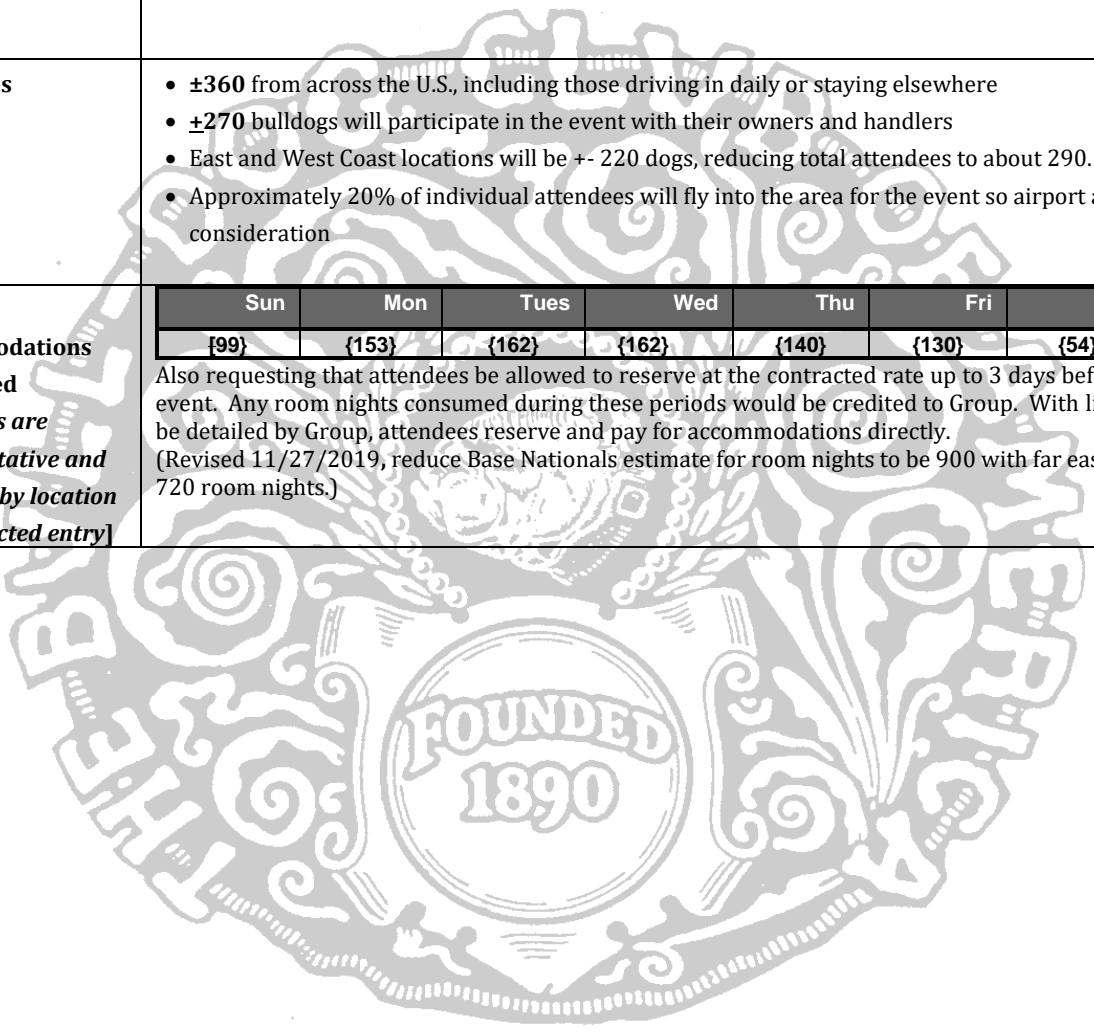 s
• ±360 from across the U.S., including those driving in daily or staying elsewhere
• +270 bulldogs will participate in the event with their owners and handlers
• East and West Coast locations will be +- 220 dogs, reducing total attendees to about 290.
• Approximately 20% of individual attendees will fly into the area for the event so airport a
consideration
Sun Mon Tues Wed Thu Fri
odations
ed
s are
tative and
by location
cted entry]
{99} {153} {162} {162} {140} {130} {54}
Also requesting that attendees be allowed to reserve at the contracted rate up to 3 days bef
event. Any room nights consumed during these periods would be credited to Group. With li
be detailed by Group, attendees reserve and pay for accommodations directly.
(Revised 11/27/2019, reduce Base Nationals estimate for room nights to be 900 with far eas
720 room nights.)
THE BULLDOG CLUB OF AMERICA
FOUNDED
1890